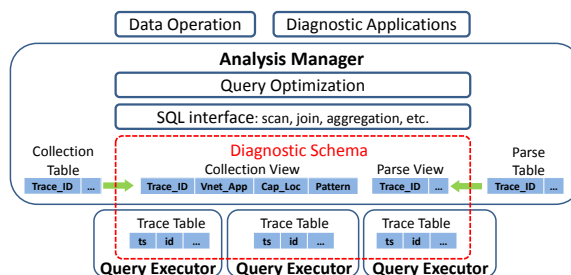 Data Operation
Diagnostic Applications
Analysis Manager
Query Optimization
SQL interface: scan, join, aggregation, etc.
Diagnostic Schema
Collection
Table
Trace_ID ...
Collection View
Trace_ID Vnet_App Cap_Loc Pattern
Parse View
Trace_ID ...
Parse
Table
Trace_ID ...
Trace Table
ts id ...
Query Executor
Trace Table
ts id ...
Query Executor
Trace Table
ts id ...
Query Executor